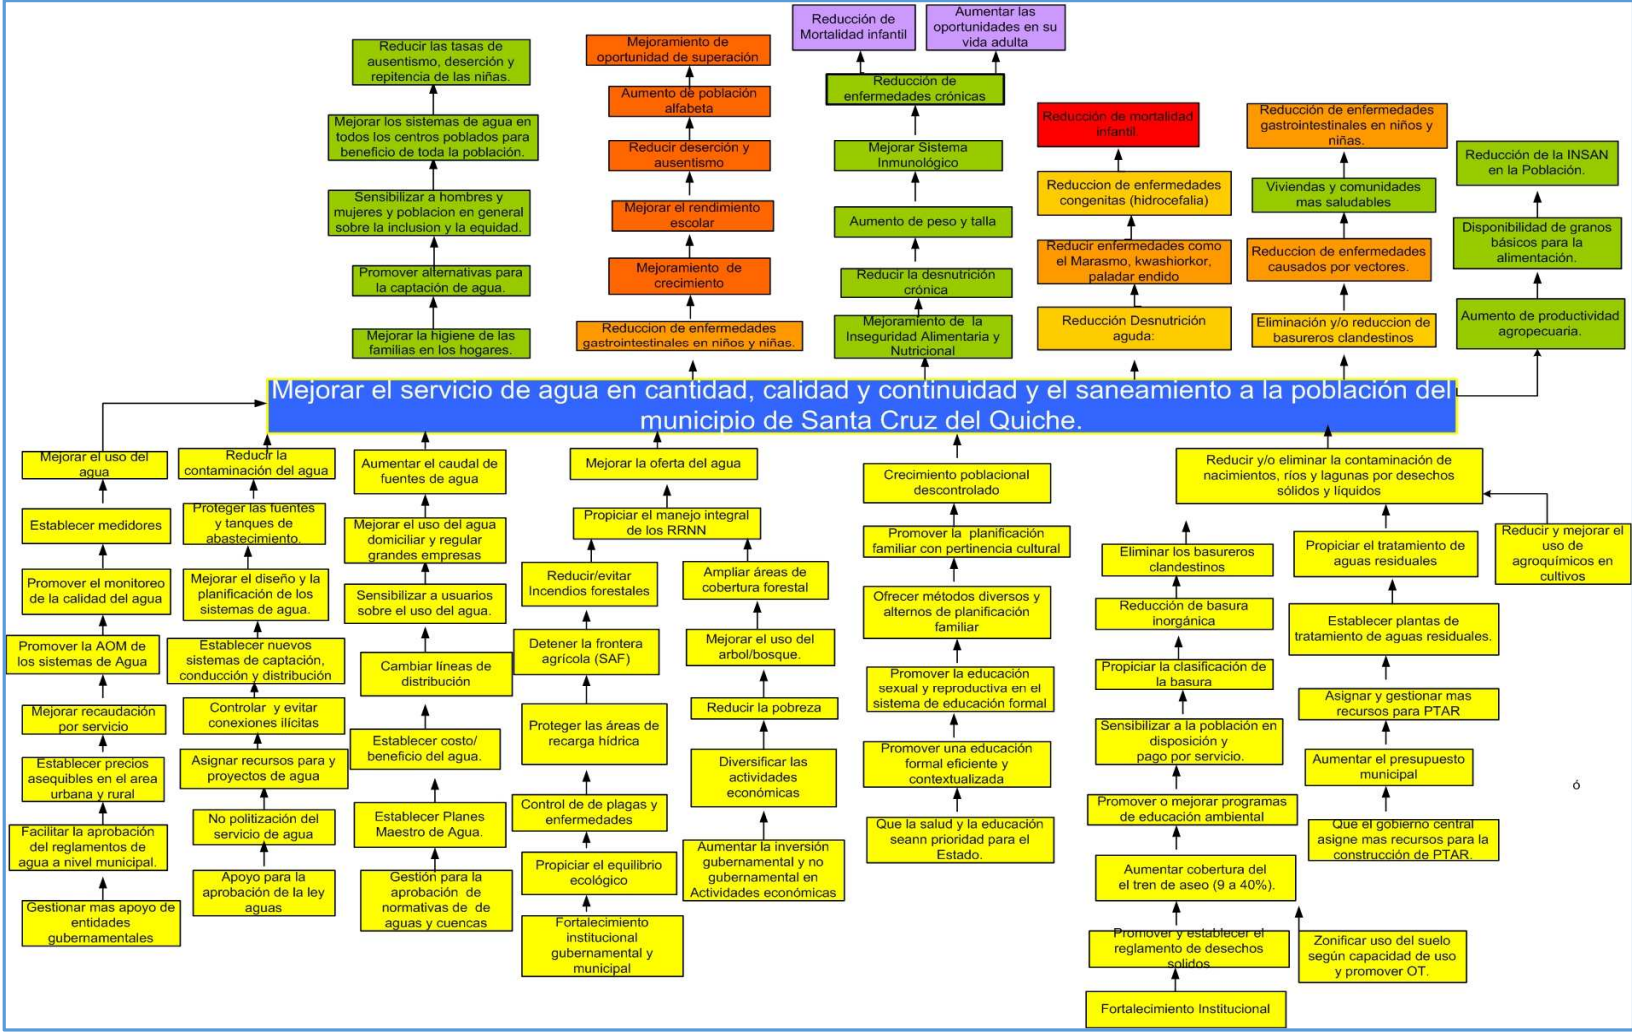 Reducir las tasas de
ausentismo, deserción y
repitencia de las niñas.
Mejorar los sistemas de agua en
todos los centros poblados para
beneficio de toda la población.
Sensibilizar a hombres y
mujeres y poblacion en general
sobre la inclusion y la equidad.
Promover alternativas para
la captación de agua.
Mejorar la higiene de las
familias en los hogares.
Mejoramiento de
oportunidad de superación
Aumento de población
alfabeta
Reducir deserción y
ausentismo
Mejorar el rendimiento
escolar
Mejoramiento de
crecimiento
Reduccion de enfermedades
gastrointestinales en niños y niñas.
Reducción de
Mortalidad infantil
Aumentar las
oportunidades en su
vida adulta
Reducción de
enfermedades crónicas
Mejorar Sistema
Inmunológico
Aumento de peso y talla
Reducir la desnutrición
crónica
Mejoramiento de la
Inseguridad Alimentaria y
Nutricional
Reducción de mortalidad
infantil.
Reduccion de enfermedades
congenitas (hidrocefalia)
Reducir enfermedades como
el Marasmo, kwashiorkor,
paladar endido
Reducción Desnutrición
aguda:
Reducción de enfermedades
gastrointestinales en niños y
niñas.
Viviendas y comunidades
mas saludables
Reduccion de enfermedades
causados por vectores.
Eliminación y/o reduccion de
basureros clandestinos
Reducción de la INSAN
en la Población.
Disponibilidad de granos
básicos para la
alimentación.
Aumento de productividad
agropecuaria.
Mejorar el servicio de agua en cantidad, calidad y continuidad y el saneamiento a la población del
municipio de Santa Cruz del Quiche.
Mejorar el uso del
agua
Establecer medidores
Promover el monitoreo
de la calidad del agua
Promover la AOM de
los sistemas de Agua
Mejorar recaudación
por servicio
Establecer precios
asequibles en el area
urbana y rural
Facilitar la aprobación
del reglamentos de
agua a nivel municipal.
Gestionar mas apoyo de
entidades
gubernamentales
Reducir la
contaminación del agua
Proteger las fuentes
y tanques de
abastecimiento.
Mejorar el diseño y la
planificación de los
sistemas de agua.
Establecer nuevos
sistemas de captación,
conducción y distribución
Controlar y evitar
conexiones ilícitas
Asignar recursos para y
proyectos de agua
No politización del
servicio de agua
Apoyo para la
aprobación de la ley
aguas
Aumentar el caudal de
fuentes de agua
Mejorar el uso del agua
domiciliar y regular
grandes empresas
Sensibilizar a usuarios
sobre el uso del agua.
Cambiar líneas de
distribución
Establecer costo/
beneficio del agua.
Establecer Planes
Maestro de Agua.
Gestión para la
aprobación de
normativas de de
aguas y cuencas
Mejorar la oferta del agua
Propiciar el manejo integral
de los RRNN
Reducir/evitar
Incendios forestales
Detener la frontera
agrícola (SAF)
Proteger las áreas de
recarga hídrica
Control de de plagas y
enfermedades
Propiciar el equilibrio
ecológico
Fortalecimiento
institucional
gubernamental y
municipal
Ampliar áreas de
cobertura forestal
Mejorar el uso del
arbol/bosque.
Reducir la pobreza
Diversificar las
actividades
económicas
Aumentar la inversión
gubernamental y no
gubernamental en
Actividades económicas
Crecimiento poblacional
descontrolado
Promover la planificación
familiar con pertinencia cultural
Ofrecer métodos diversos y
alternos de planificación
familiar
Promover la educación
sexual y reproductiva en el
sistema de educación formal
Promover una educación
formal eficiente y
contextualizada
Que la salud y la educación
seann prioridad para el
Estado.
Reducir y/o eliminar la contaminación de
nacimientos, ríos y lagunas por desechos
sólidos y líquidos
Eliminar los basureros
clandestinos
Reducción de basura
inorgánica
Propiciar la clasificación de
la basura
Sensibilizar a la población en
disposición y
pago por servicio.
Promover o mejorar programas
de educación ambiental
Aumentar cobertura del
el tren de aseo (9 a 40%).
Promover y establecer el
reglamento de desechos
solidos
Fortalecimiento Institucional
Zonificar uso del suelo
según capacidad de uso
y promover OT.
Propiciar el tratamiento de
aguas residuales
Establecer plantas de
tratamiento de aguas residuales.
Asignar y gestionar mas
recursos para PTAR
Aumentar el presupuesto
municipal
Que el gobierno central
asigne mas recursos para la
construcción de PTAR.
Reducir y mejorar el
uso de
agroquímicos en
cultivos
ó